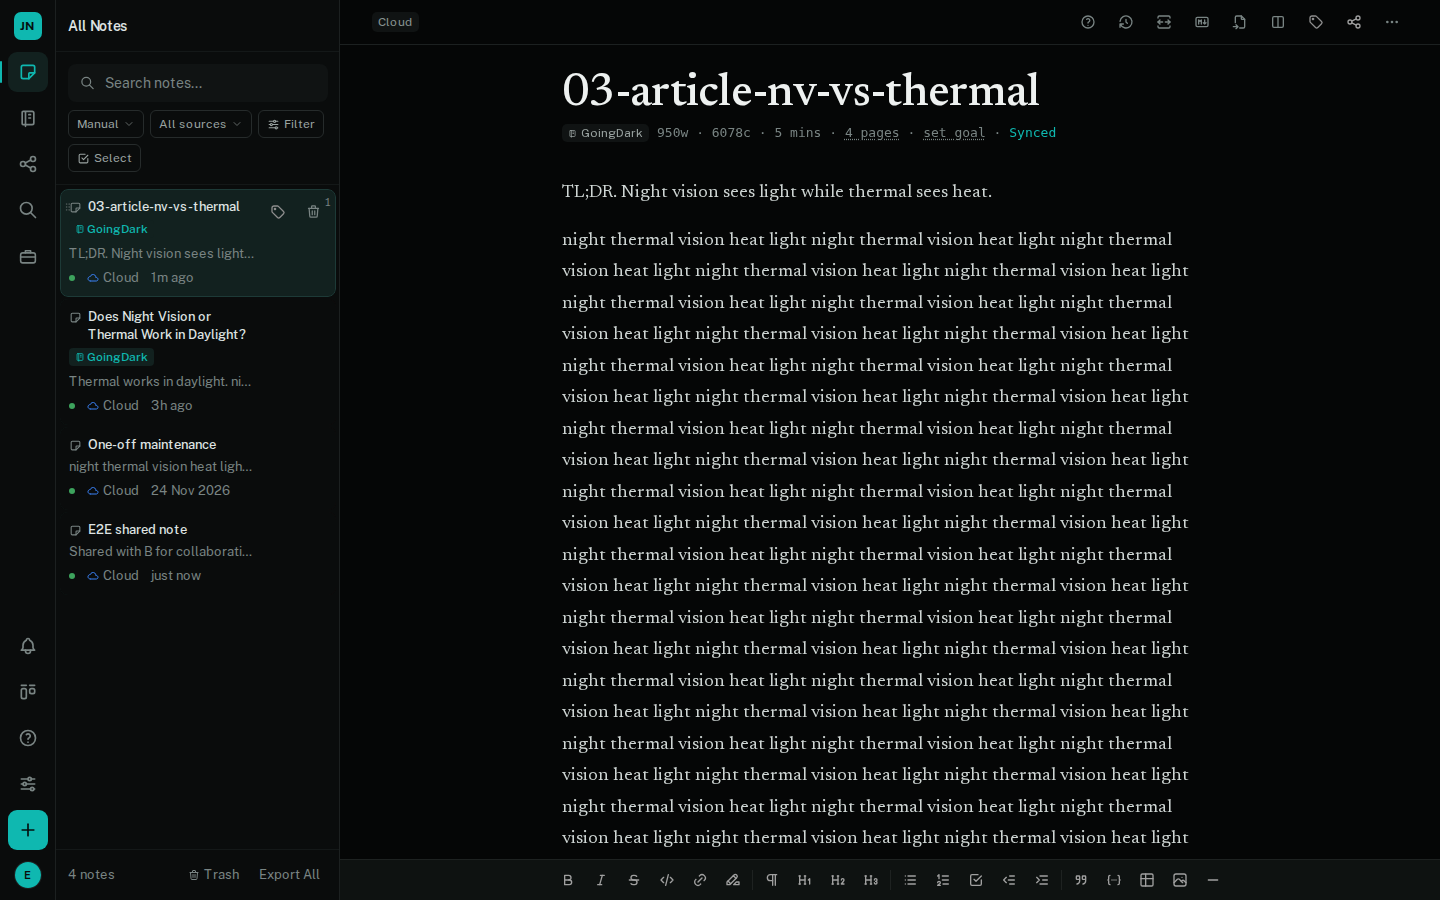 JN
All Notes
Cloud
Search notes...
Manual
All sources
Filter
Select
03-article-nv-vs-thermal
1
GoingDark
TL;DR. Night vision sees light...
Cloud 1m ago
Does Night Vision or
Thermal Work in Daylight?
GoingDark
Thermal works in daylight. ni...
Cloud 3h ago
One-off maintenance
night thermal vision heat ligh...
Cloud 24 Nov 2026
E2E shared note
Shared with B for collaborati...
Cloud just now
4 notes
Trash
Export All
E
03-article-nv-vs-thermal
GoingDark 950w · 6078c · 5 mins · 4 pages · set goal · Synced
TL;DR. Night vision sees light while thermal sees heat.
night thermal vision heat light night thermal vision heat light night thermal
vision heat light night thermal vision heat light night thermal vision heat light
night thermal vision heat light night thermal vision heat light night thermal
vision heat light night thermal vision heat light night thermal vision heat light
night thermal vision heat light night thermal vision heat light night thermal
vision heat light night thermal vision heat light night thermal vision heat light
night thermal vision heat light night thermal vision heat light night thermal
vision heat light night thermal vision heat light night thermal vision heat light
night thermal vision heat light night thermal vision heat light night thermal
vision heat light night thermal vision heat light night thermal vision heat light
night thermal vision heat light night thermal vision heat light night thermal
vision heat light night thermal vision heat light night thermal vision heat light
night thermal vision heat light night thermal vision heat light night thermal
vision heat light night thermal vision heat light night thermal vision heat light
night thermal vision heat light night thermal vision heat light night thermal
vision heat light night thermal vision heat light night thermal vision heat light
night thermal vision heat light night thermal vision heat light night thermal
vision heat light night thermal vision heat light night thermal vision heat light
night thermal vision heat light night thermal vision heat light night thermal
vision heat light night thermal vision heat light night thermal vision heat light
B I S H1 H2 H3